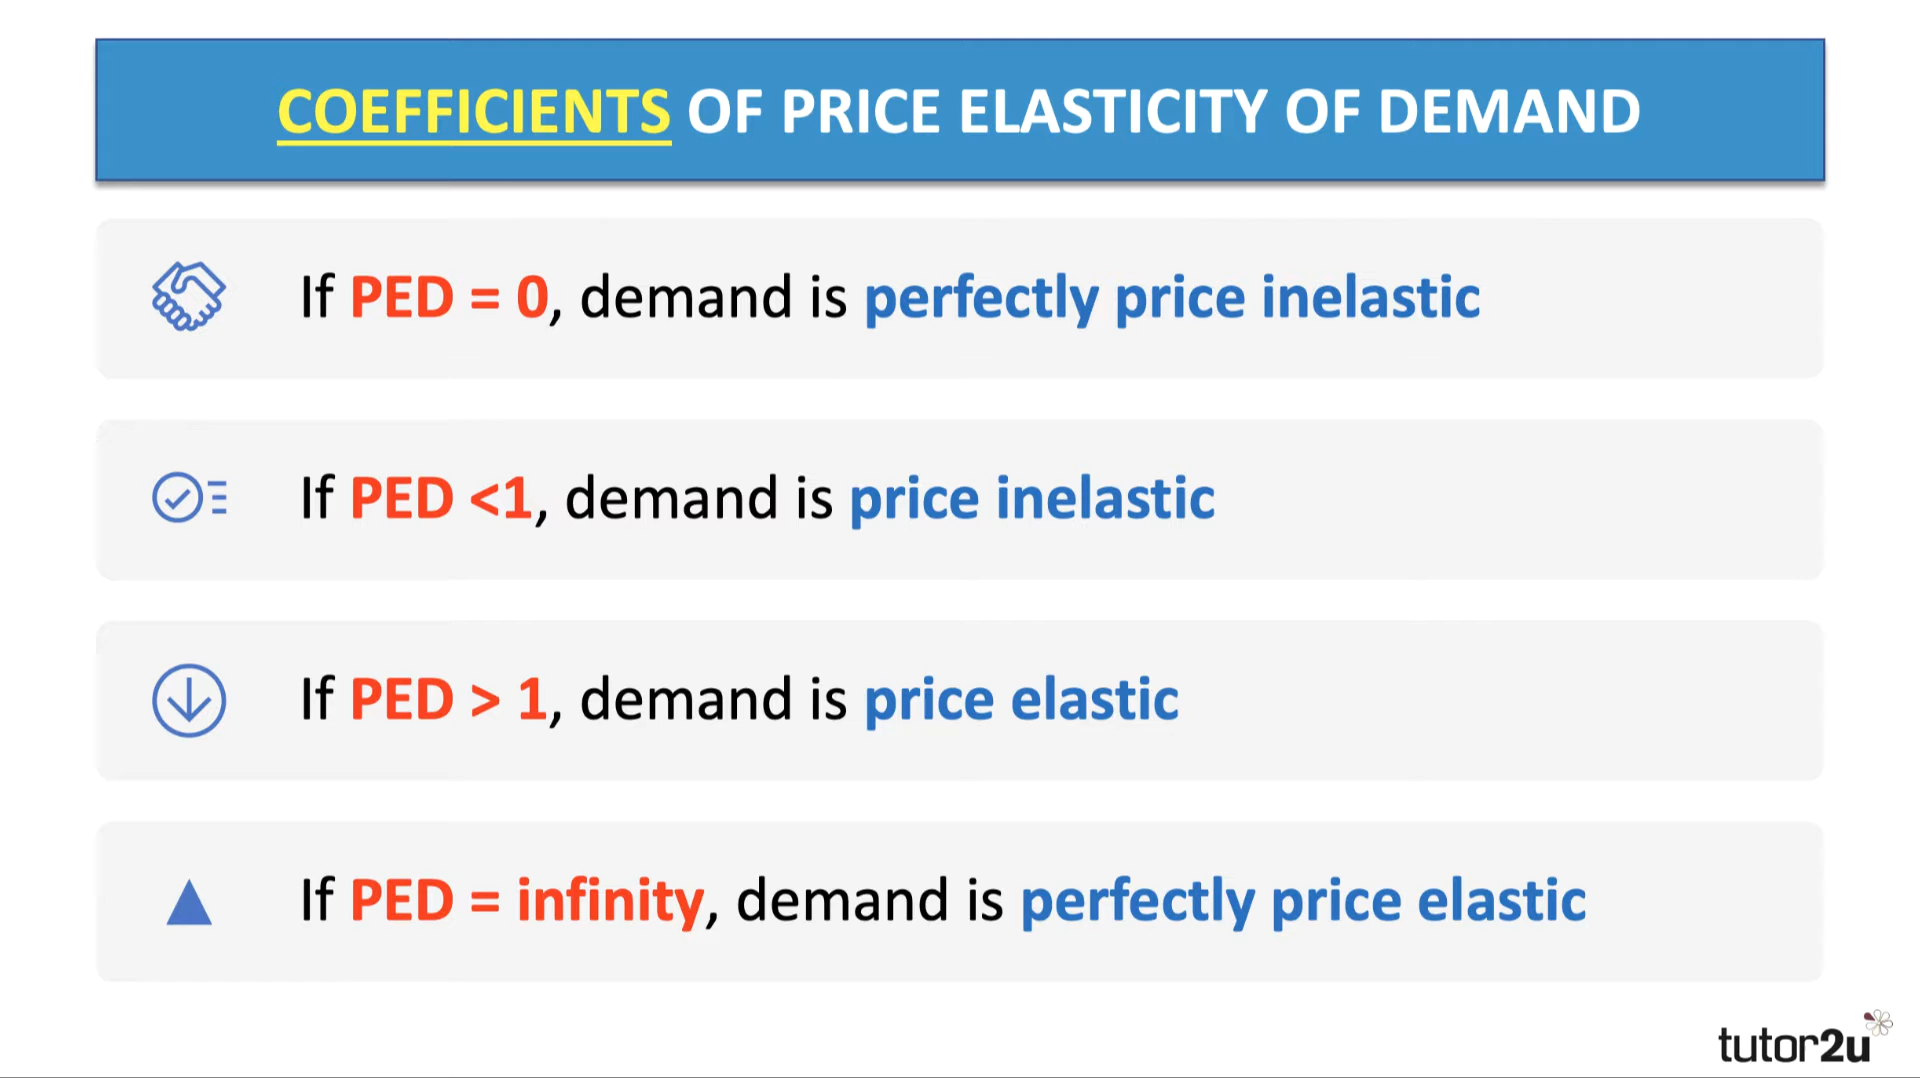 COEFFICIENTS OF PRICE ELASTICITY OF DEMAND
If PED = 0, demand is perfectly price inelastic
If PED <1, demand is price inelastic
If PED > 1, demand is price elastic
If PED = infinity, demand is perfectly price elastic
tutor2u